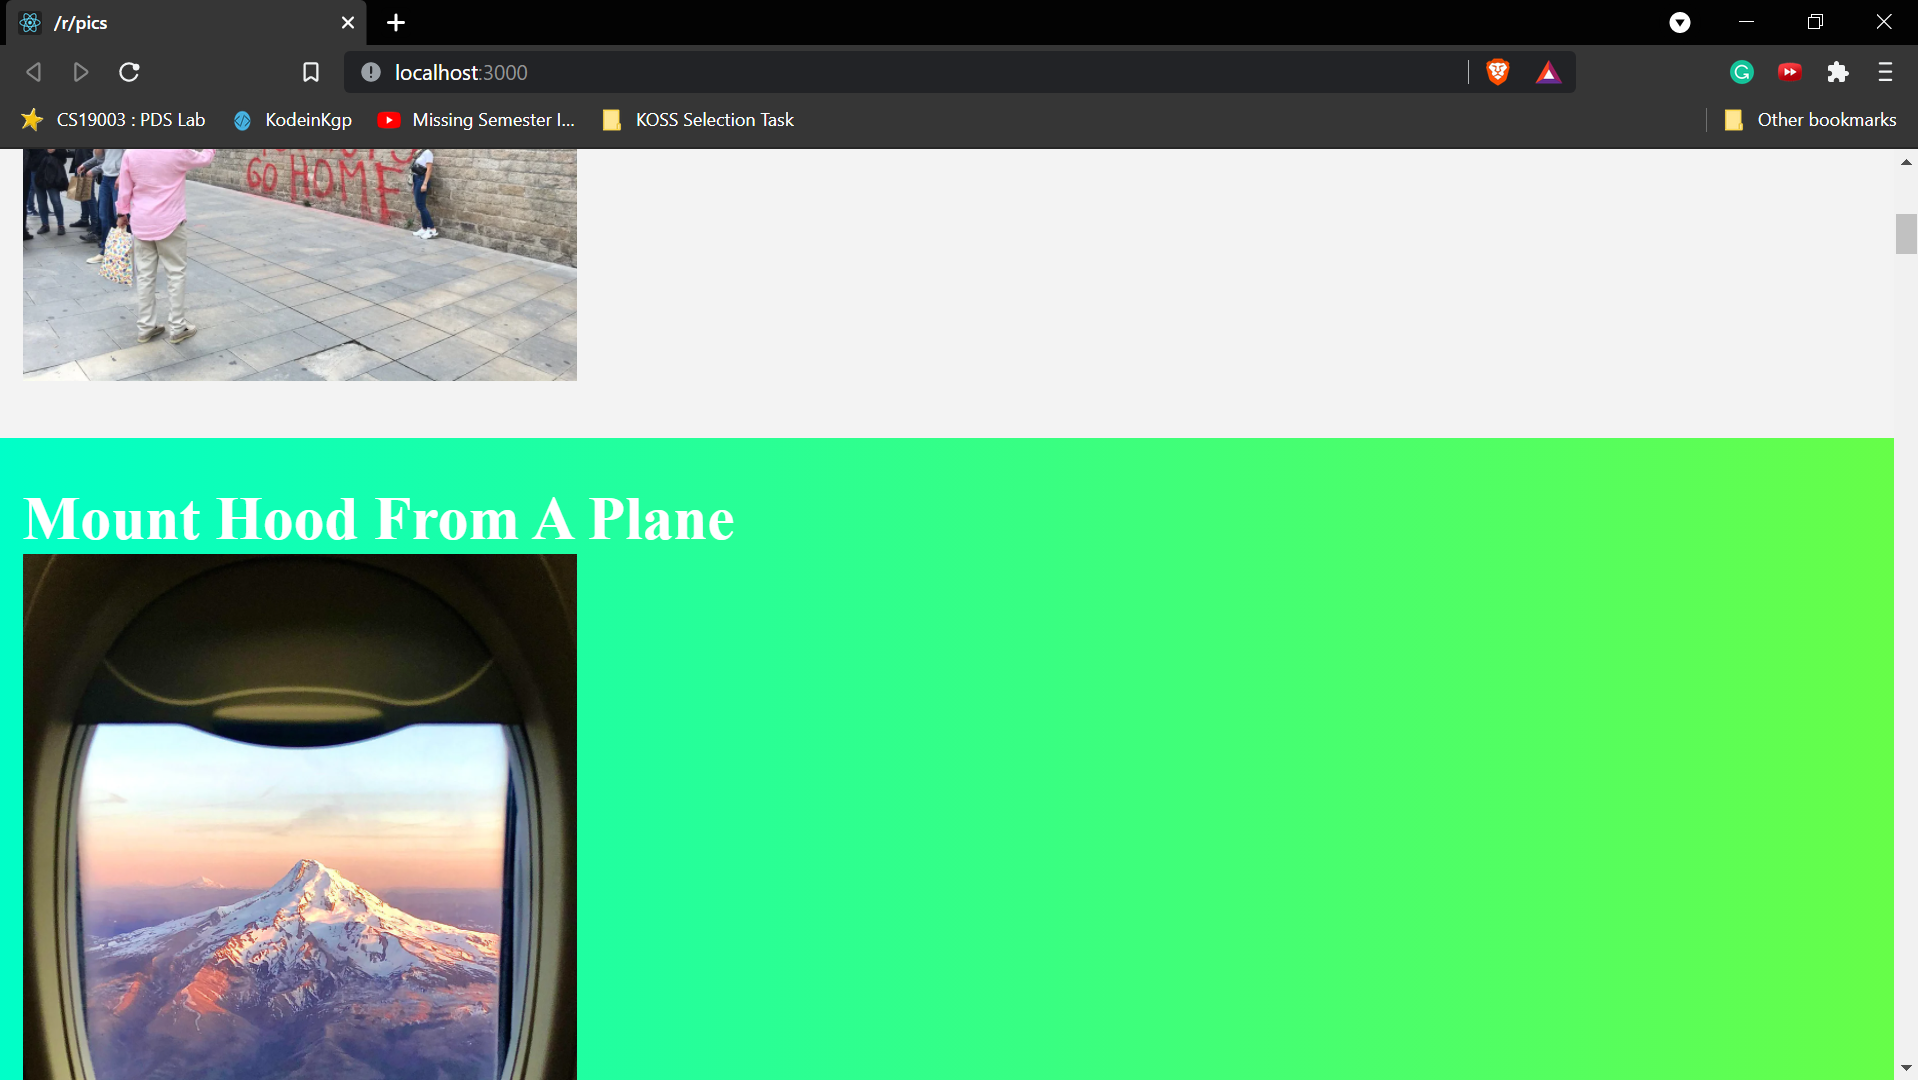 /r/pics
localhost:3000
CS19003 : PDS Lab
KodeinKgp
Missing Semester I...
KOSS Selection Task
Other bookmarks
GO HOME
Mount Hood From A Plane